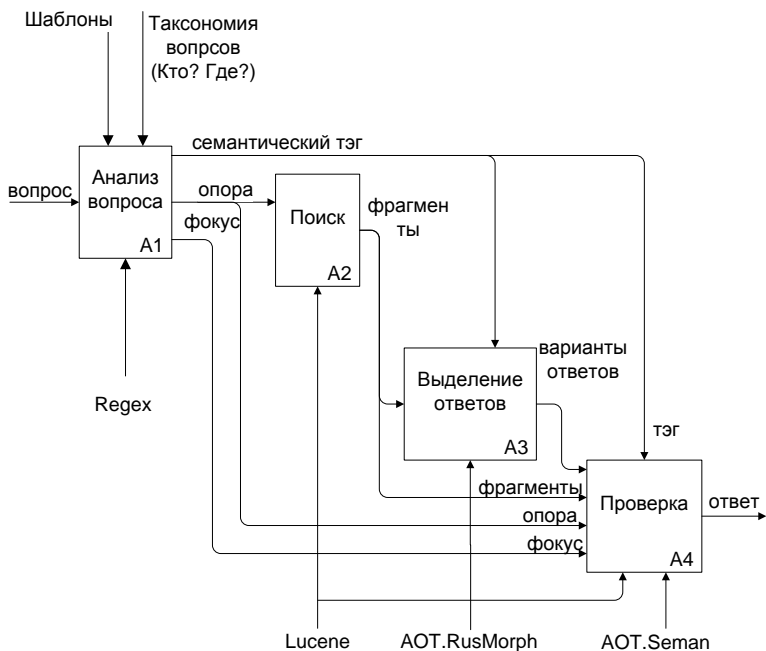 Шаблоны
Таксономия
вопрсов
(Кто? Где?)
семантический тэг
вопрос
Анализ
вопроса
A1
опора
фокус
Поиск
A2
фрагмен
ты
Выделение
ответов
A3
варианты
ответов
Regex
тэг
фрагменты
опора
фокус
Проверка
A4
ответ
Lucene
AOT.RusMorph
AOT.Seman